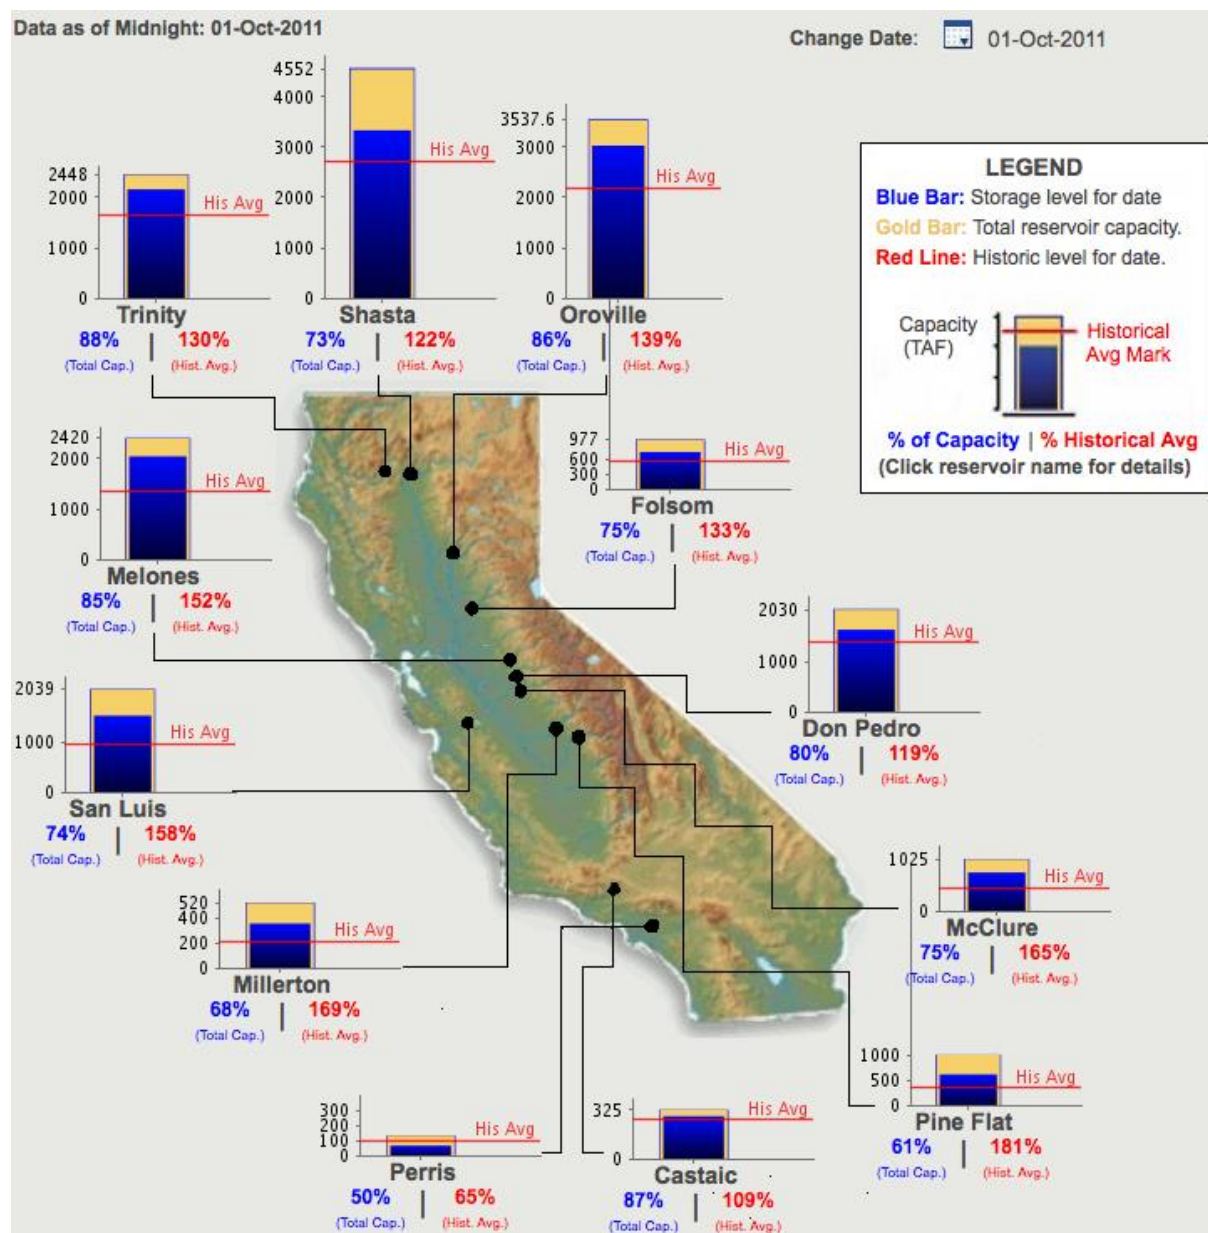 Data as of Midnight: 01-Oct-2011
Change Date: 01-Oct-2011
4552
4000
3000
2000
1000
0
His Avg
Shasta
73% | 122%
(Total Cap.) (Hist. Avg.)
3537.6
3000
2000
1000
0
His Avg
Oroville
86% | 139%
(Total Cap.) (Hist. Avg.)
2448
2000
1000
0
His Avg
Trinity
88% | 130%
(Total Cap.) (Hist. Avg.)
LEGEND
Blue Bar: Storage level for date
Gold Bar: Total reservoir capacity.
Red Line: Historic level for date.
Capacity
(TAF)
Historical
Avg Mark
% of Capacity | % Historical Avg
(Click reservoir name for details)
2420
2000
1000
0
His Avg
Melones
85% | 152%
(Total Cap.) (Hist. Avg.)
977
600
300
0
His Avg
Folsom
75% | 133%
(Total Cap.) (Hist. Avg.)
2030
1000
0
His Avg
Don Pedro
80% | 119%
(Total Cap.) (Hist. Avg.)
2039
1000
0
His Avg
San Luis
74% | 158%
(Total Cap.) (Hist. Avg.)
1025
0
His Avg
McClure
75% | 165%
(Total Cap.) (Hist. Avg.)
520
400
200
0
His Avg
Millerton
68% | 169%
(Total Cap.) (Hist. Avg.)
1000
500
0
His Avg
Pine Flat
61% | 181%
(Total Cap.) (Hist. Avg.)
300
200
100
0
His Avg
Perris
50% | 65%
(Total Cap.) (Hist. Avg.)
325
0
His Avg
Castaic
87% | 109%
(Total Cap.) (Hist. Avg.)